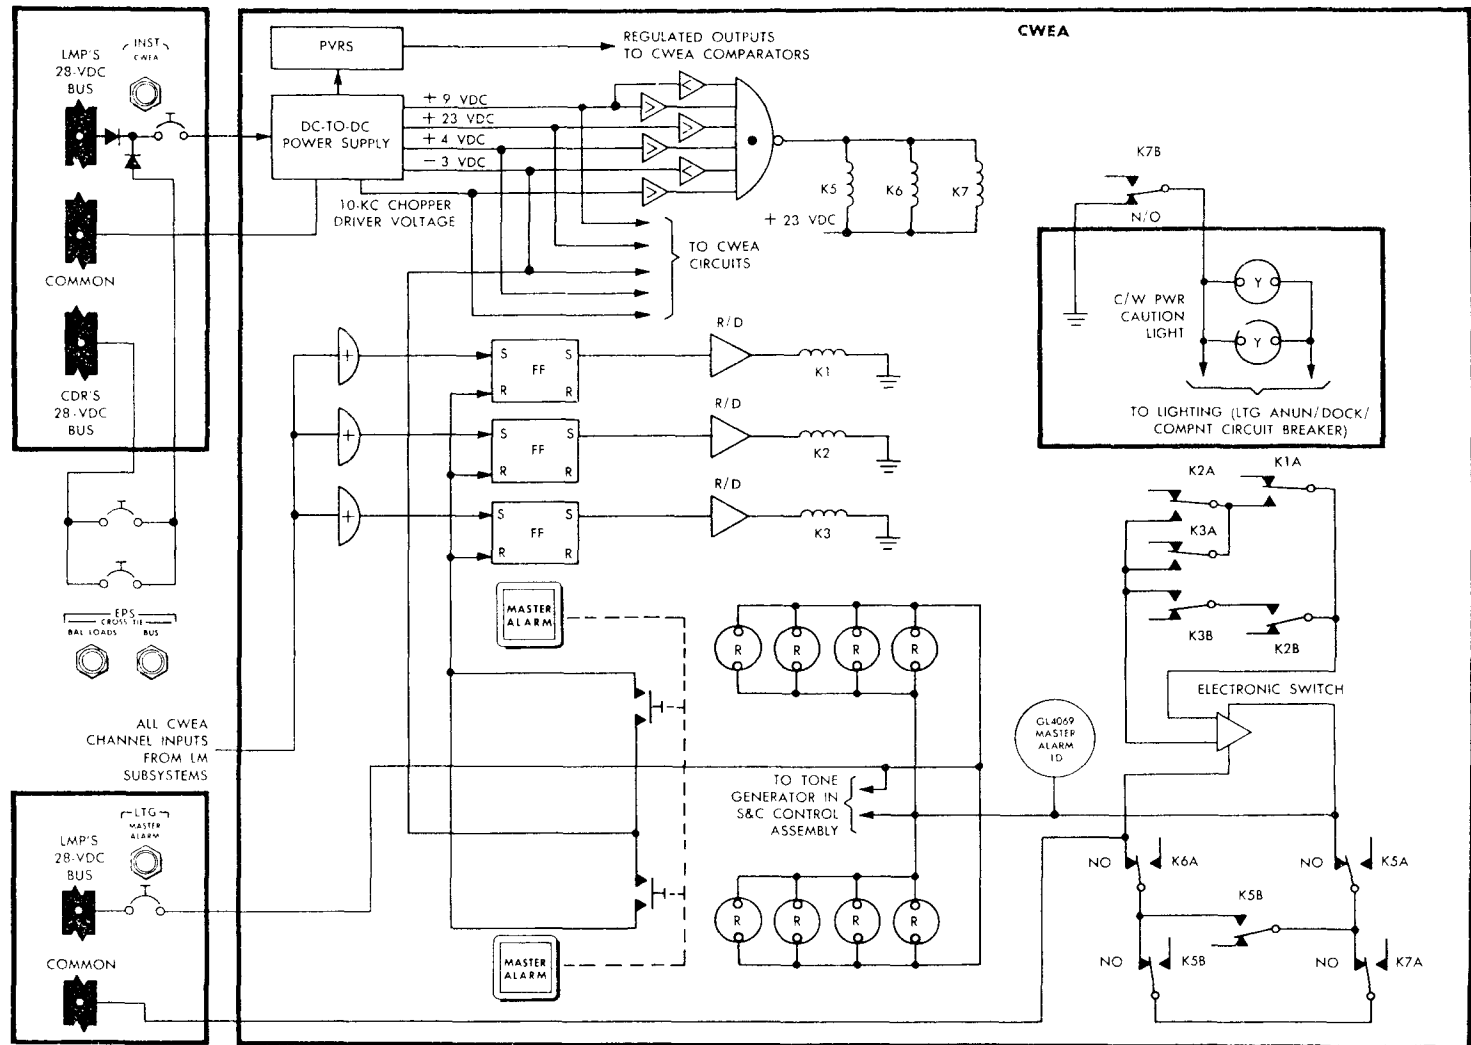 CWEA
INST
CWEA
LMP'S
28-VDC
BUS
COMMON
CDR'S
28-VDC
BUS
PVRS
REGULATED OUTPUTS
TO CWEA COMPARATORS
DC-TO-DC
POWER SUPPLY
+ 9 VDC
+ 23 VDC
+ 4 VDC
- 3 VDC
10-KC CHOPPER
DRIVER VOLTAGE
>
>
>
>
<
<
K5
K6
K7
+ 23 VDC
TO CWEA
CIRCUITS
K7B
N/O
C/W PWR
CAUTION
LIGHT
Y
Y
TO LIGHTING (LTG ANUN/DOCK/
COMPNT CIRCUIT BREAKER)
+
S
S
FF
R
R
R/D
K1
+
S
S
FF
R
R
R/D
K2
+
S
S
FF
R
R
R/D
K3
K2A
K1A
K3A
K3B
K2B
ELECTRONIC SWITCH
EPS
CROSS TIE
BAL LOADS
BUS
MASTER
ALARM
R
R
R
R
ALL CWEA
CHANNEL INPUTS
FROM LM
SUBSYSTEMS
GL4069
MASTER
ALARM
ID
TO TONE
GENERATOR IN
S&C CONTROL
ASSEMBLY
LTG
MASTER
ALARM
LMP'S
28-VDC
BUS
COMMON
R
R
R
R
MASTER
ALARM
NO
K6A
NO
K5A
K5B
NO
K5B
NO
K7A